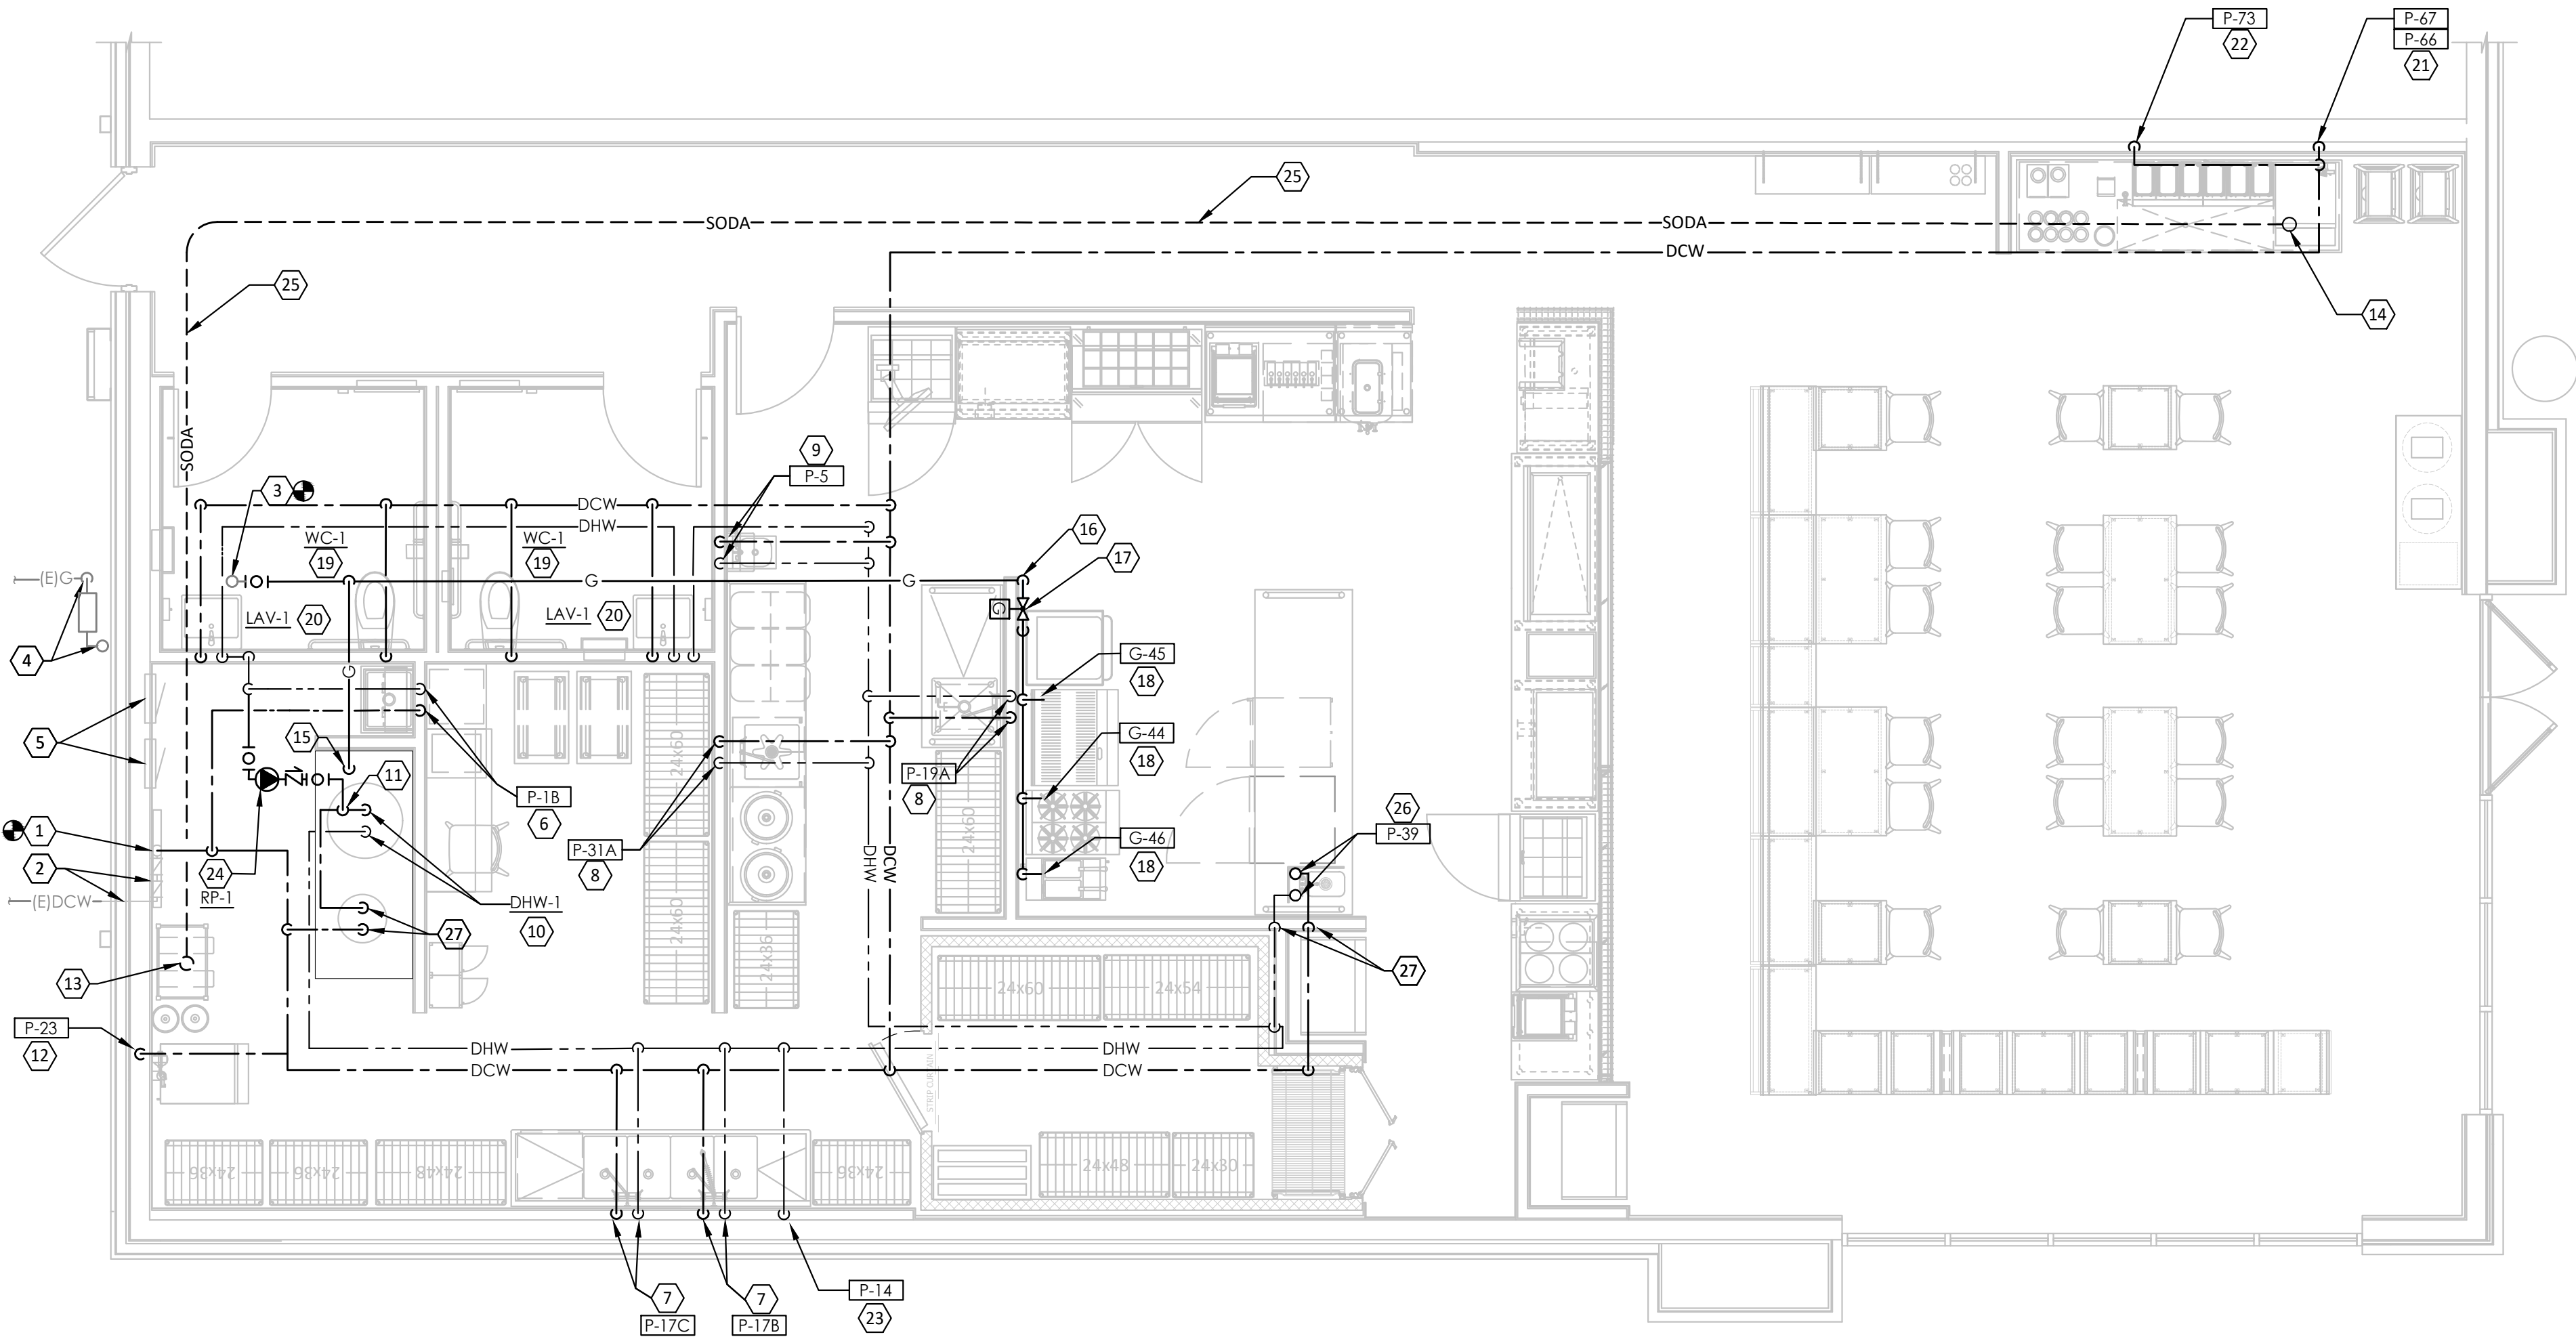 P-73
22
P-67
P-66
21
25
SODA
SODA
DCW
25
14
SODA
9
P-5
3
DCW
DHW
WC-1
19
WC-1
19
16
17
(E)G
G
G
G
LAV-1
20
LAV-1
20
4
G
G-45
18
24x60
5
15
11
G-44
18
P-19A
8
P-1B
6
24x60
26
P-39
1
P-31A
8
G-46
18
2
24
RP-1
DHW
DCW
(E)DCW
DHW-1
10
24x60
27
24x36
13
27
24x60
24x54
P-23
12
DHW
DHW
DCW
DCW
STRIP CURTAIN
24x36
24x36
24x48
24x36
24x48
24x30
7
P-17C
7
P-17B
P-14
23